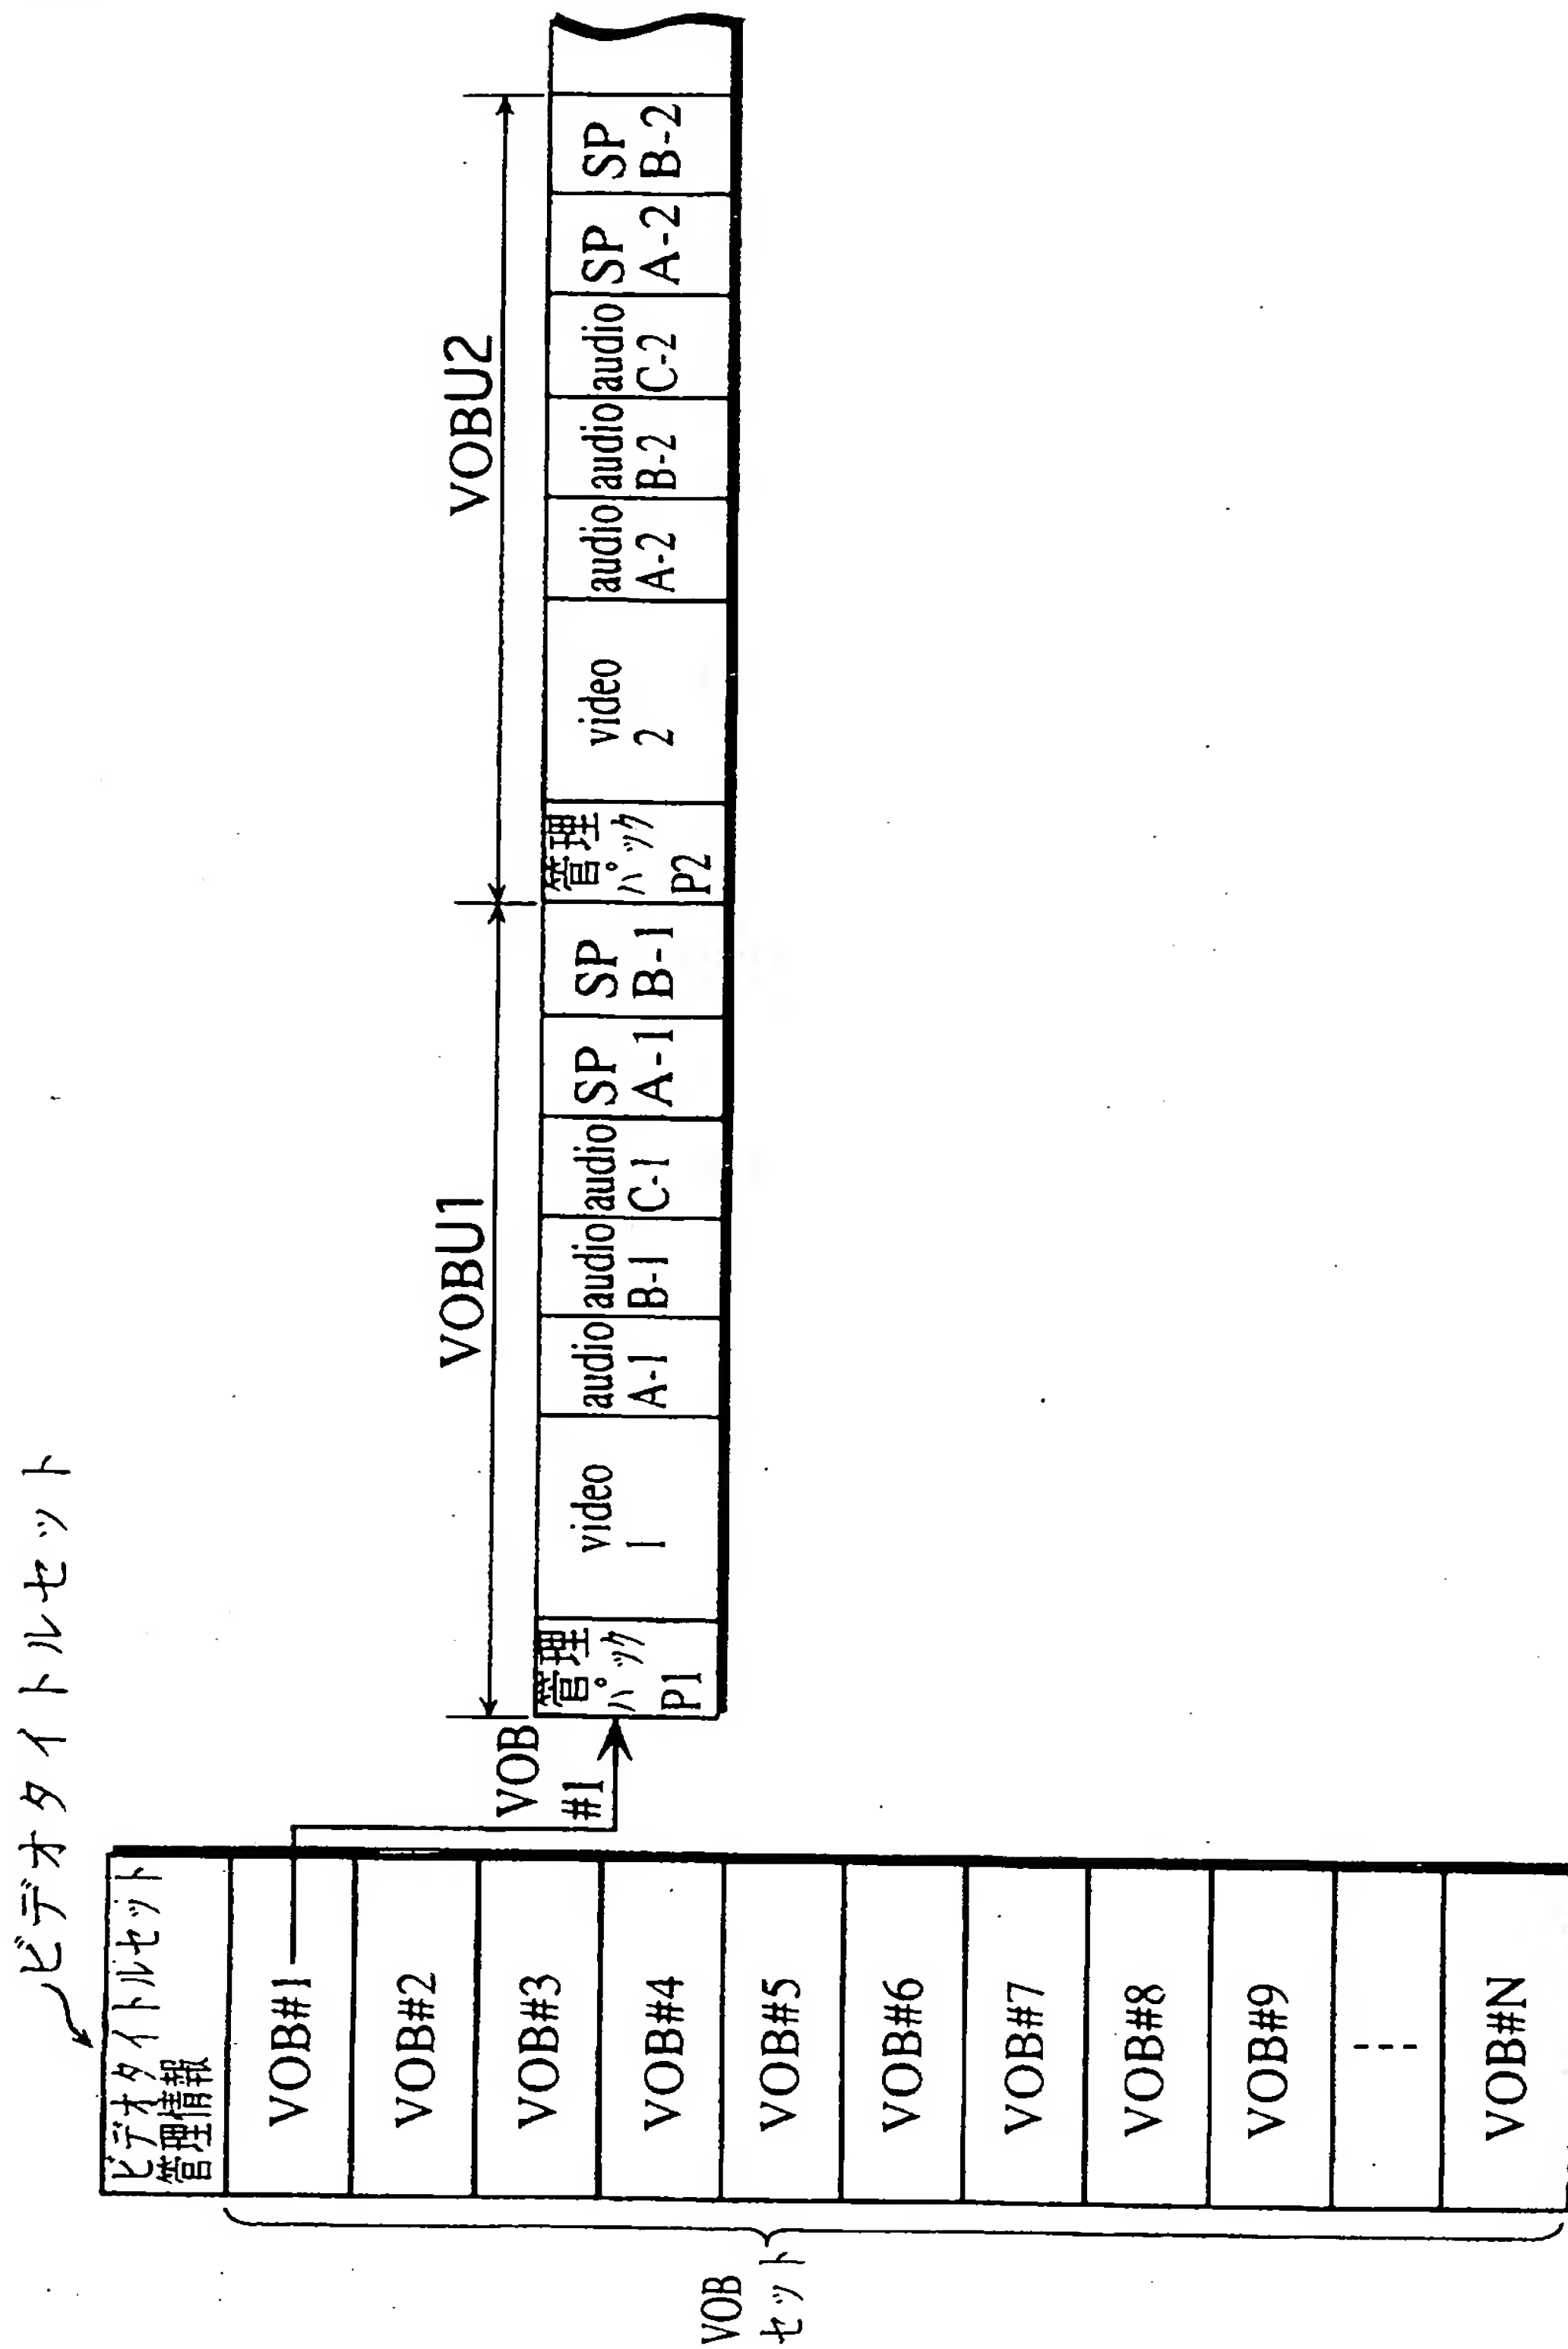 ビデオタイトルセット
ビデオタイトルセット
管理情報
VOB#1
VOB#2
VOB#3
VOB#4
VOB#5
VOB#6
VOB#7
VOB#8
VOB#9
VOB#N
VOB
セット
VOB
#1
VOBU1
VOBU2
管理
パック
P1
video
1
audio
A-1
audio
B-1
audio
C-1
SP
A-1
SP
B-1
管理
パック
P2
video
2
audio
A-2
audio
B-2
audio
C-2
SP
A-2
SP
B-2